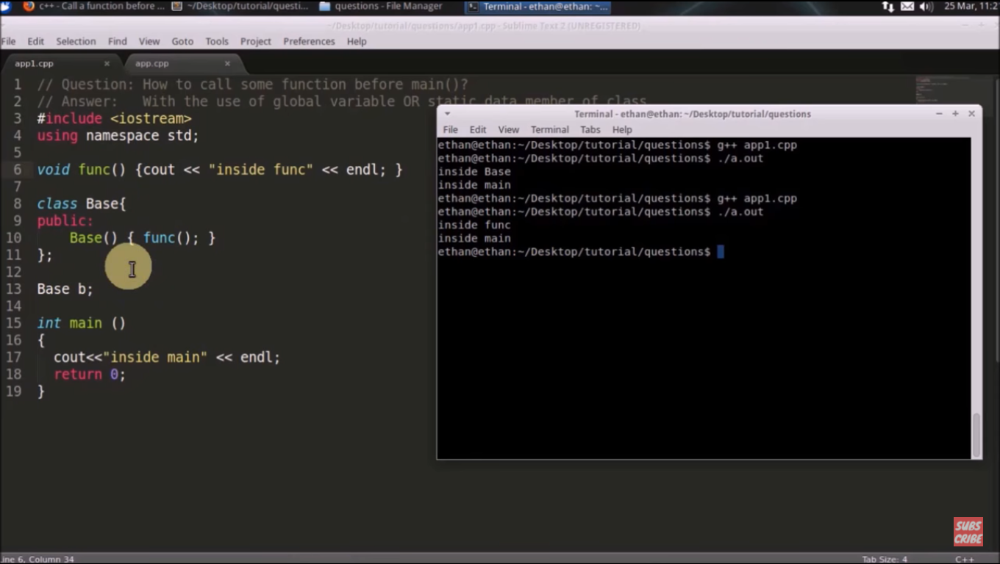 c++ - Call a function before ...
~/Desktop/tutorial/questi...
questions - File Manager
Terminal - ethan@ethan: ~...
25 Mar, 11:2
~/Desktop/tutorial/questions/app1.cpp - Sublime Text 2 (UNREGISTERED)
File Edit Selection Find View Goto Tools Project Preferences Help
app1.cpp
app.cpp
1 // Question: How to call some function before main()?
2 // Answer: With the use of global variable OR static data member of class
3 #include <iostream>
4 using namespace std;
5
6 void func() {cout << "inside func" << endl; }
7
8 class Base{
9 public:
10 Base() { func(); }
11 };
12
13 Base b;
14
15 int main ()
16 {
17 cout<<"inside main" << endl;
18 return 0;
19 }
Terminal - ethan@ethan: ~/Desktop/tutorial/questions
File Edit View Terminal Tabs Help
ethan@ethan:~/Desktop/tutorial/questions$ g++ app1.cpp
ethan@ethan:~/Desktop/tutorial/questions$ ./a.out
inside Base
inside main
ethan@ethan:~/Desktop/tutorial/questions$ g++ app1.cpp
ethan@ethan:~/Desktop/tutorial/questions$ ./a.out
inside func
inside main
ethan@ethan:~/Desktop/tutorial/questions$
SUBS
CRIBE
ine 6, Column 34
Tab Size: 4
C++